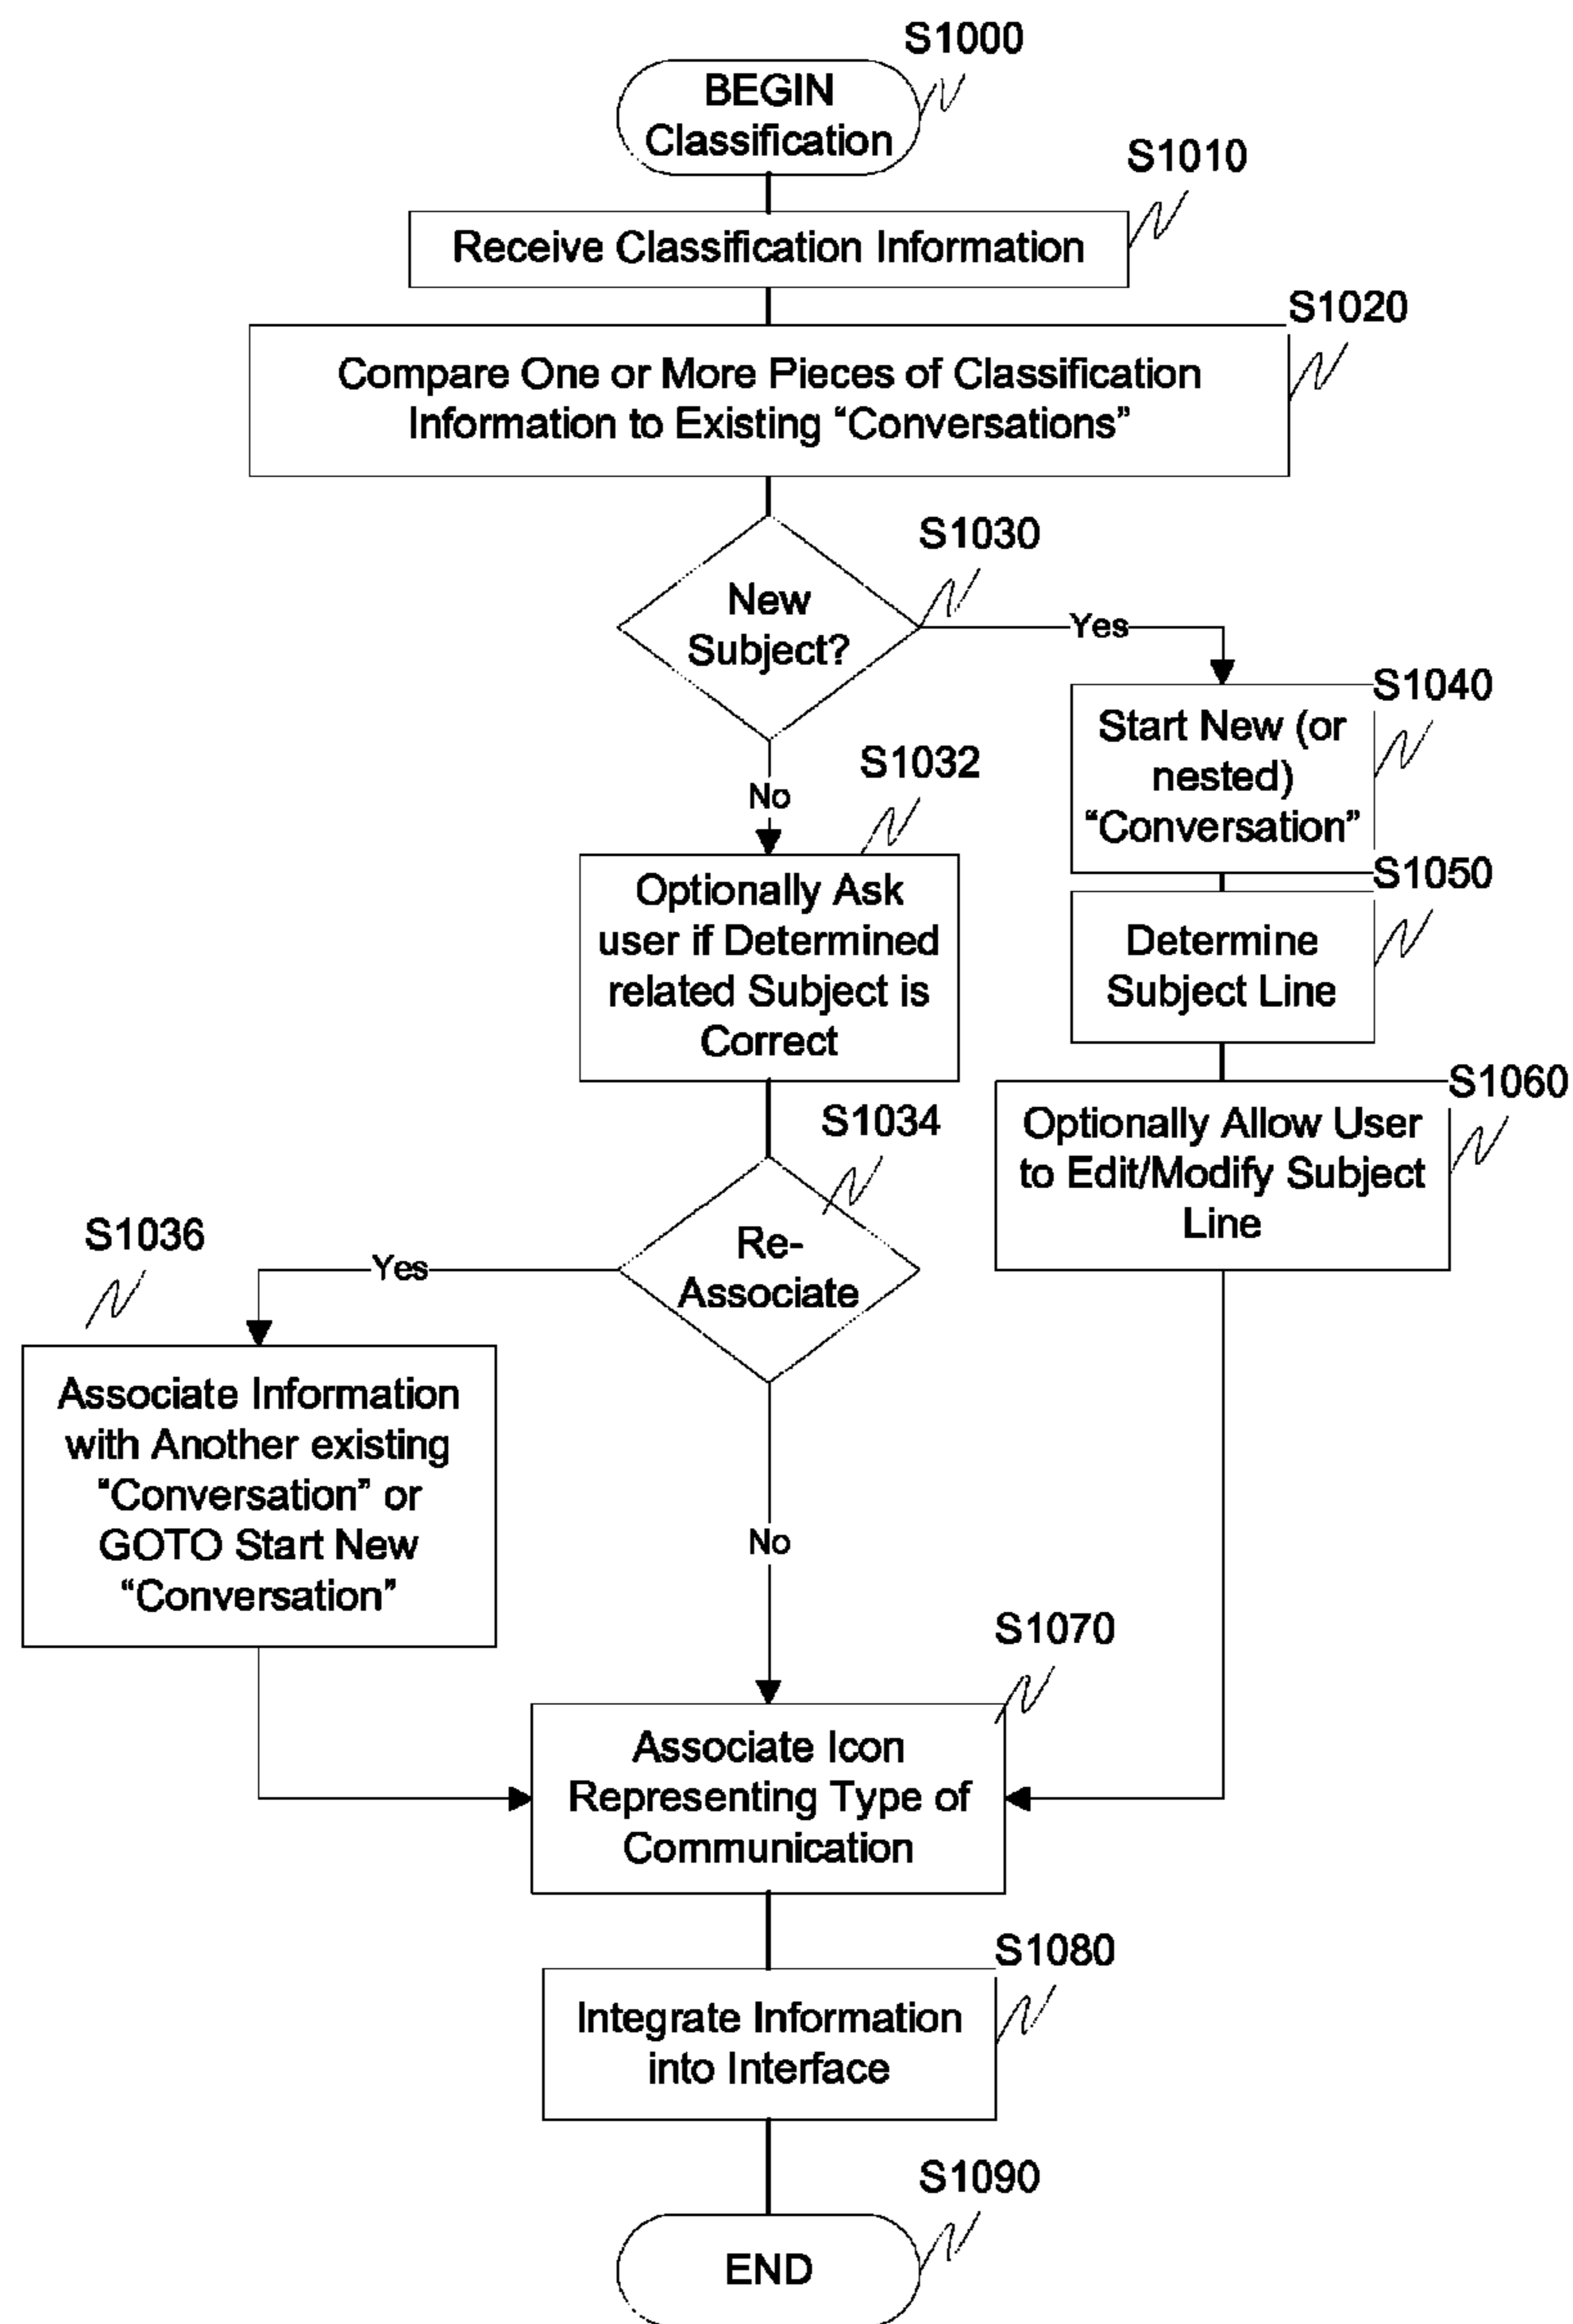 S1000
BEGIN
Classification
S1010
Receive Classification Information
S1020
Compare One or More Pieces of Classification
Information to Existing “Conversations”
S1030
New
Subject?
Yes
S1040
Start New (or
nested)
“Conversation”
No
S1032
Optionally Ask
user if Determined
related Subject is
Correct
S1050
Determine
Subject Line
S1060
Optionally Allow User
to Edit/Modify Subject
Line
S1034
Re-
Associate
Yes
S1036
Associate Information
with Another existing
“Conversation” or
GOTO Start New
“Conversation”
No
S1070
Associate Icon
Representing Type of
Communication
S1080
Integrate Information
into Interface
S1090
END